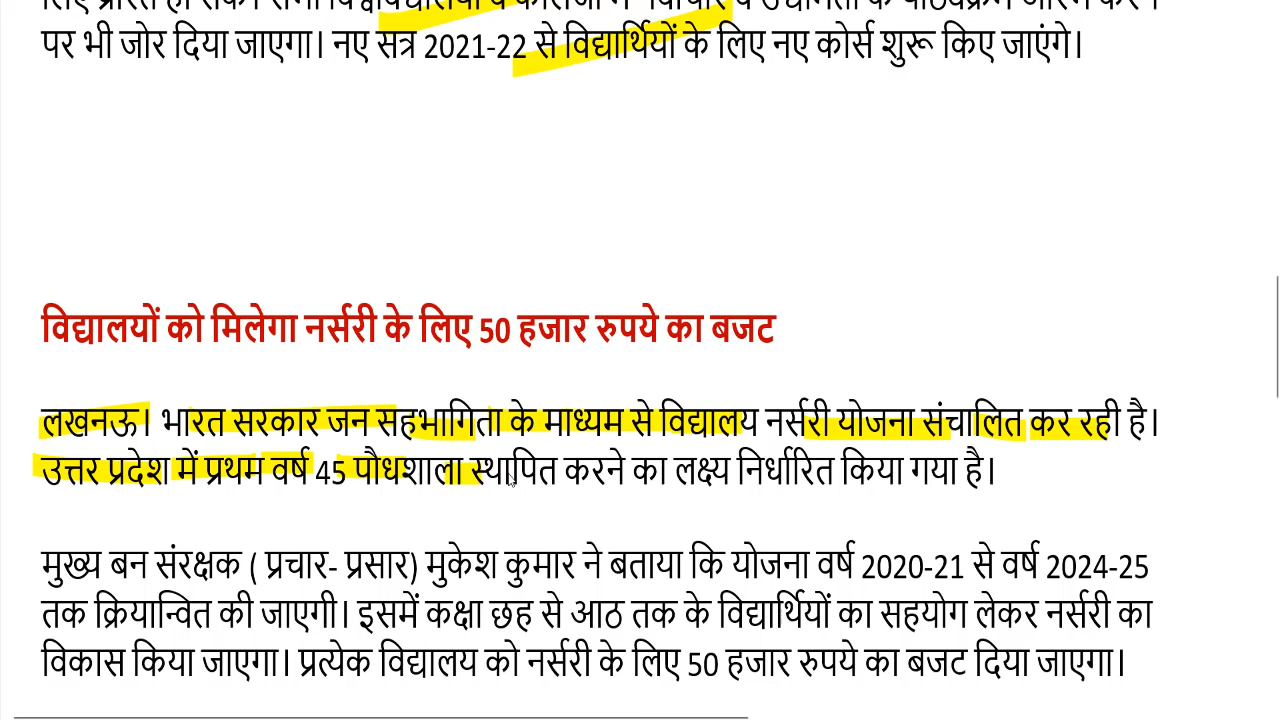 पर भी जोर दिया जाएगा। नए सत्र 2021-22 से विद्यार्थियों के लिए नए कोर्स शुरू किए जाएंगे।
विद्यालयों को मिलेगा नर्सरी के लिए 50 हजार रुपये का बजट
लखनऊ। भारत सरकार जन सहभागिता के माध्यम से विद्यालय नर्सरी योजना संचालित कर रही है।
उत्तर प्रदेश में प्रथम वर्ष 45 पौधशाला स्थापित करने का लक्ष्य निर्धारित किया गया है।
मुख्य बन संरक्षक ( प्रचार- प्रसार) मुकेश कुमार ने बताया कि योजना वर्ष 2020-21 से वर्ष 2024-25
तक क्रियान्वित की जाएगी। इसमें कक्षा छह से आठ तक के विद्यार्थियों का सहयोग लेकर नर्सरी का
विकास किया जाएगा। प्रत्येक विद्यालय को नर्सरी के लिए 50 हजार रुपये का बजट दिया जाएगा।